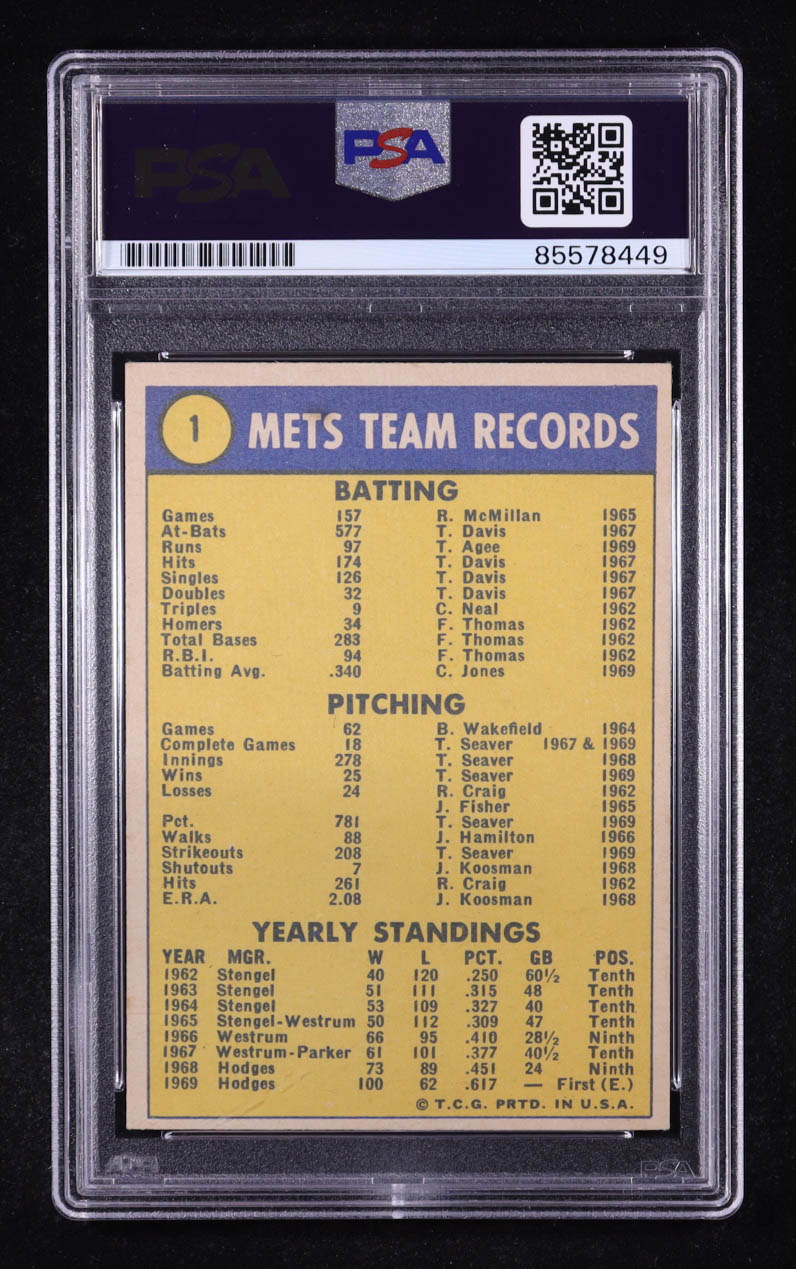 PSA PSA
85578449
1 METS TEAM RECORDS
BATTING
Games 157 R. McMillan 1965
At-Bats 577 T. Davis 1967
Runs 97 T. Agee 1969
Hits 174 T. Davis 1967
Singles 126 T. Davis 1967
Doubles 32 T. Davis 1967
Triples 9 C. Neal 1962
Homers 34 F. Thomas 1962
Total Bases 283 F. Thomas 1962
R.B.I. 94 F. Thomas 1962
Batting Avg. .340 C. Jones 1969
PITCHING
Games 62 B. Wakefield 1964
Complete Games 18 T. Seaver 1967 & 1969
Innings 278 T. Seaver 1968
Wins 25 T. Seaver 1969
Losses 24 R. Craig 1962
J. Fisher 1965
Pct. 781 T. Seaver 1969
Walks 88 J. Hamilton 1966
Strikeouts 208 T. Seaver 1969
Shutouts 7 J. Koosman 1968
Hits 261 R. Craig 1962
E.R.A. 2.08 J. Koosman 1968
YEARLY STANDINGS
YEAR MGR. W L PCT. GB POS.
1962 Stengel 40 120 .250 60½ Tenth
1963 Stengel 51 111 .315 48 Tenth
1964 Stengel 53 109 .327 40 Tenth
1965 Stengel-Westrum 50 112 .309 47 Tenth
1966 Westrum 66 95 .410 28½ Ninth
1967 Westrum-Parker 61 101 .377 40½ Tenth
1968 Hodges 73 89 .451 24 Ninth
1969 Hodges 100 62 .617 — First (E.)
© T.C.G. PRTD. IN U.S.A.
PSA PSA